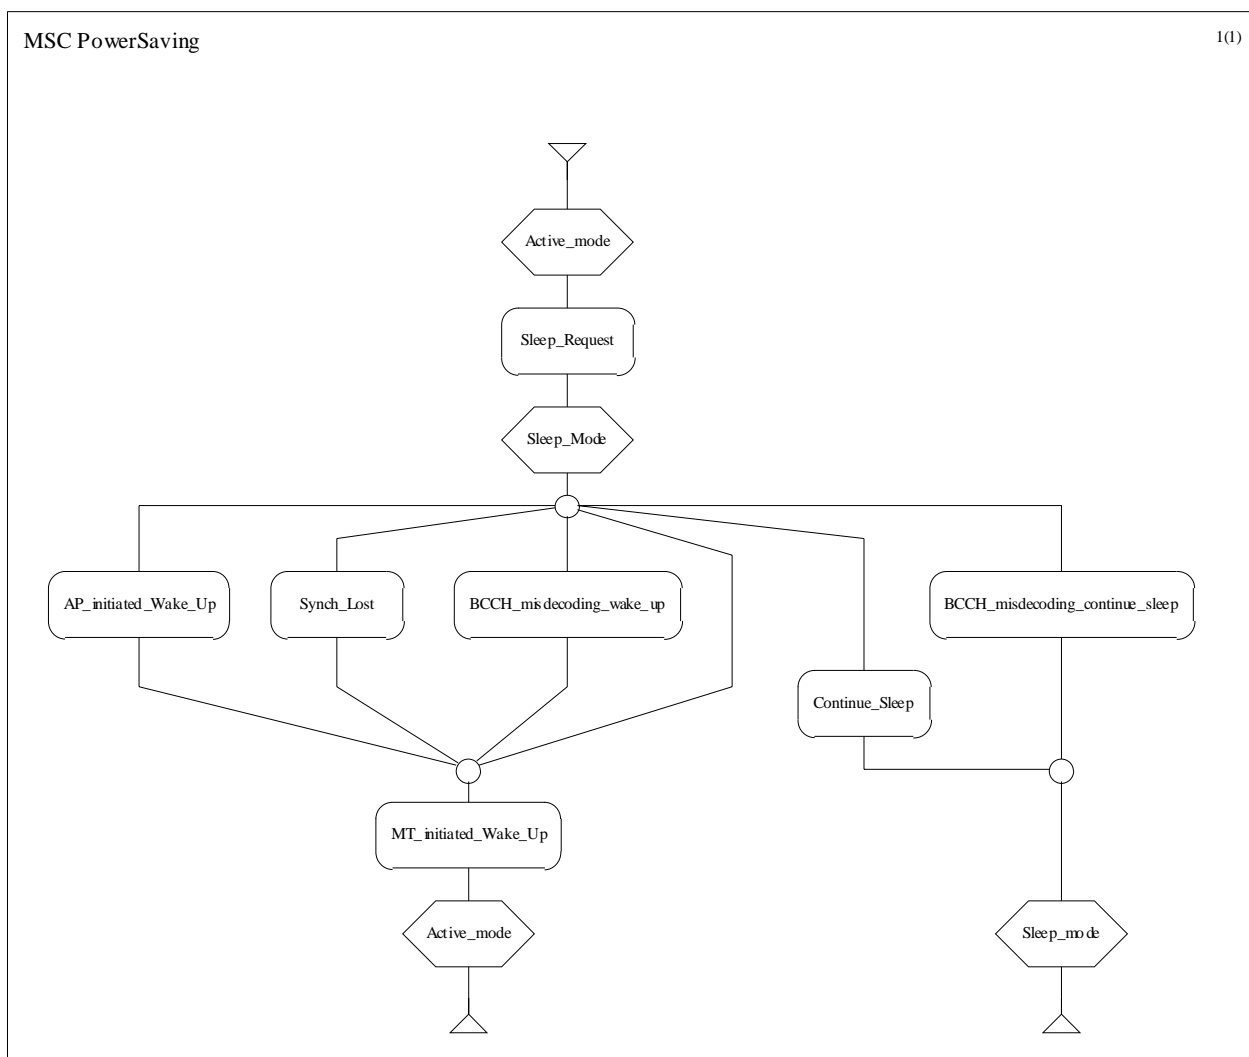 MSC PowerSaving
1(1)
Active_mode
Sleep_Request
Sleep_Mode
AP_initiated_Wake_Up
Synch_Lost
BCCH_misdecoding_wake_up
BCCH_misdecoding_continue_sleep
Continue_Sleep
MT_initiated_Wake_Up
Active_mode
Sleep_mode